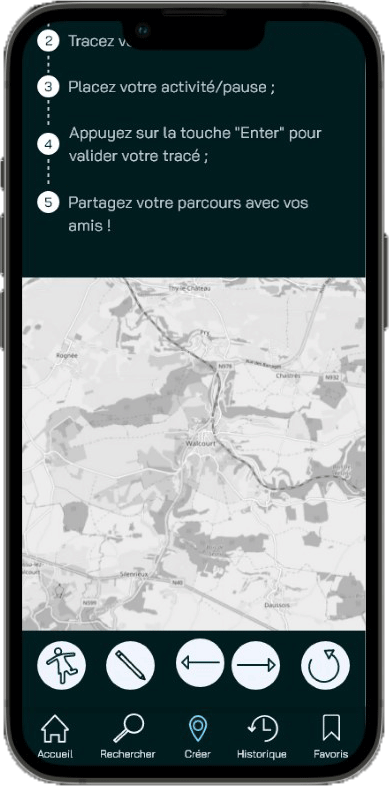 2 Tracez v
3 Placez votre activité/pause ;
4 Appuyez sur la touche "Enter" pour
valider votre tracé ;
5 Partagez votre parcours avec vos
amis !
Thy-le-Château
Pry
Rognée
N978
Chastrès
N932
Walcourt
Silenrieux
N40
N589
Daussois
Accueil
Rechercher
Créer
Historique
Favoris